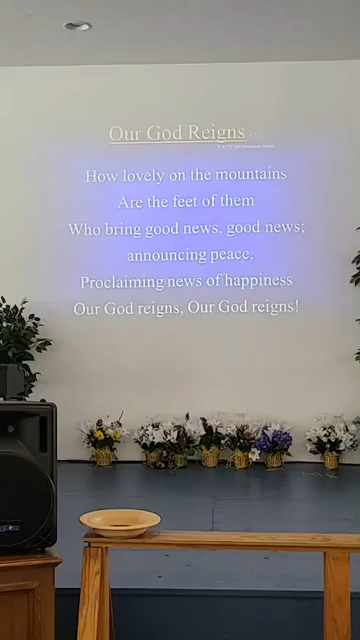 Our God Reigns
How lovely on the mountains
Are the feet of them
Who bring good news, good news;
announcing peace,
Proclaiming news of happiness
Our God reigns, Our God reigns!